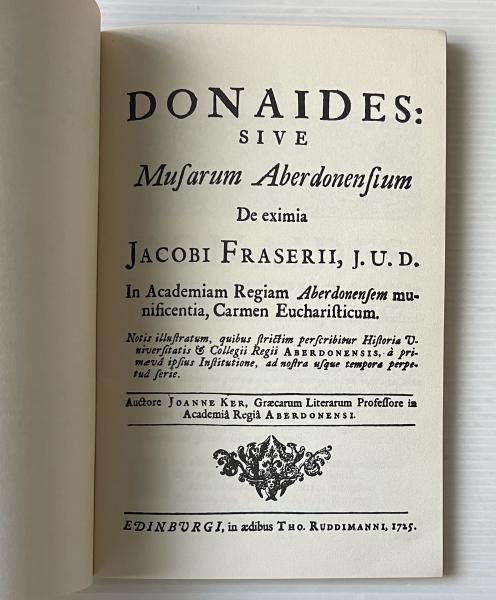 DONAIDES:
SIVE
Muſarum Aberdonenſium
De eximia
JACOBI FRASERII, J.U.D.
In Academiam Regiam Aberdonenſem mu-
nificentia, Carmen Euchariſticum.
Notis illuſtratum, quibus ſtrictim perſcribitur Hiſtoria U-
niverſitatis & Collegii Regii ABERDONENSIS, à pri-
mævâ ipſius Inſtitutione, ad noſtra uſque tempora perpe-
tuâ ſerie.
Auctore JOANNE KER, Græcarum Literarum Profeſſore in
Academiâ Regiâ ABERDONENSI.
EDINBVRGI, in ædibus THO. RUDDIMANNI, 1725.